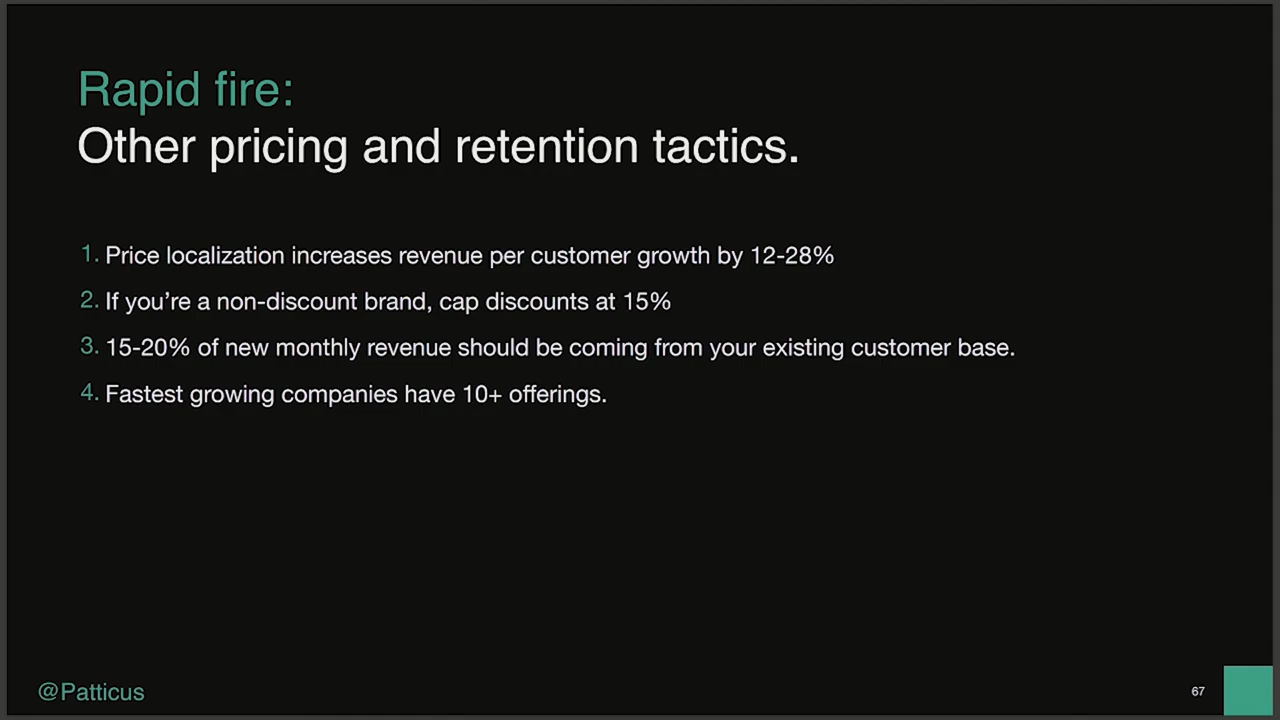 Rapid fire:
Other pricing and retention tactics.
1. Price localization increases revenue per customer growth by 12-28%
2. If you’re a non-discount brand, cap discounts at 15%
3. 15-20% of new monthly revenue should be coming from your existing customer base.
4. Fastest growing companies have 10+ offerings.
@Patticus
67